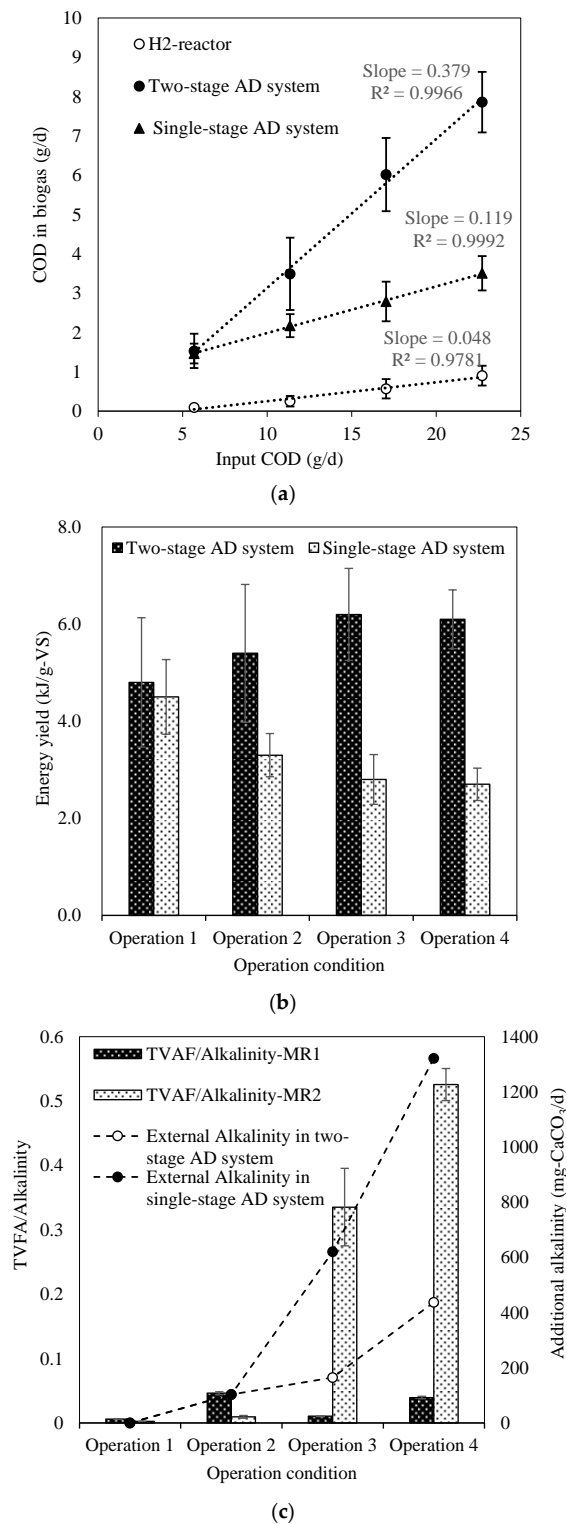 10
9
8
7
6
5
4
3
2
1
0
COD in biogas (g/d)
H2-reactor
Two-stage AD system
Single-stage AD system
Slope = 0.379
R² = 0.9966
Slope = 0.119
R² = 0.9992
Slope = 0.048
R² = 0.9781
0 5 10 15 20 25
Input COD (g/d)
(a)
8.0
6.0
4.0
2.0
0.0
Energy yield (kJ/g-VS)
Two-stage AD system Single-stage AD system
Operation 1 Operation 2 Operation 3 Operation 4
Operation condition
(b)
0.6
0.5
0.4
0.3
0.2
0.1
0
TVFA/Alkalinity
TVAF/Alkalinity-MR1
TVAF/Alkalinity-MR2
External Alkalinity in two-
stage AD system
External Alkalinity in
single-stage AD system
1400
1200
1000
800
600
400
200
0
Additional alkalinity (mg-CaCO₃/d)
Operation 1 Operation 2 Operation 3 Operation 4
Operation condition
(c)